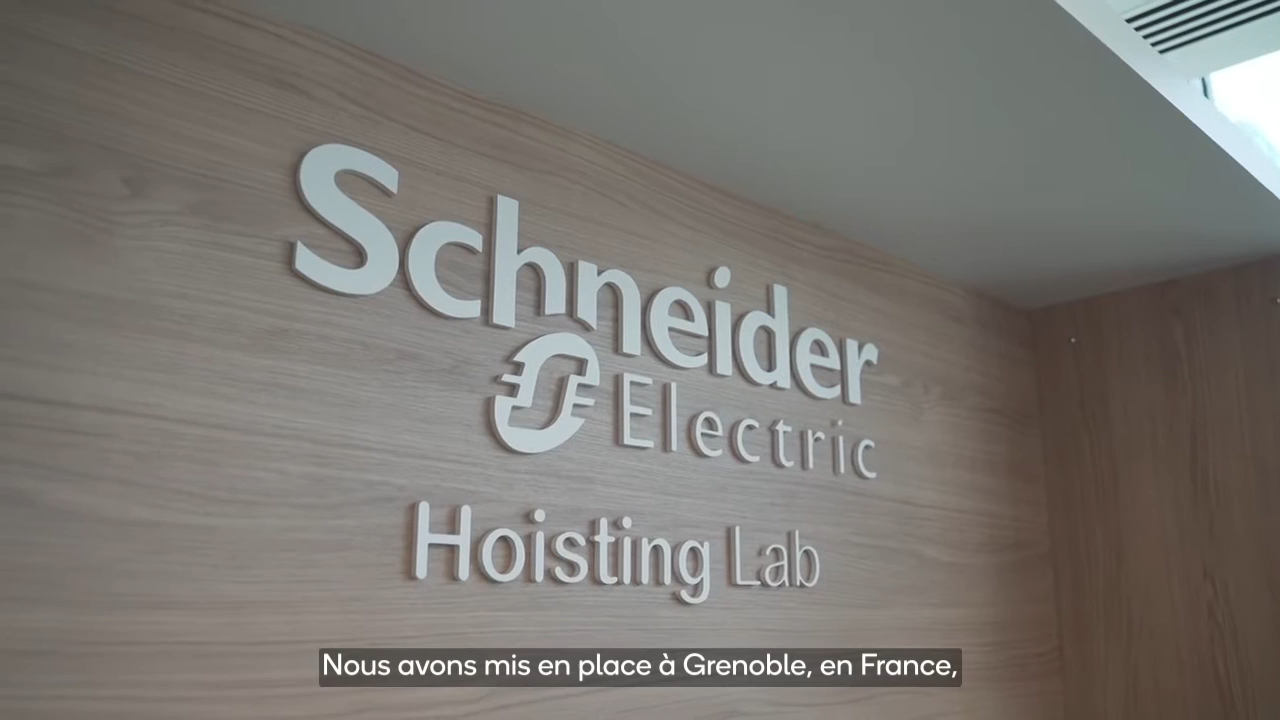 Schneider
Electric
Hoisting Lab
Nous avons mis en place à Grenoble, en France,